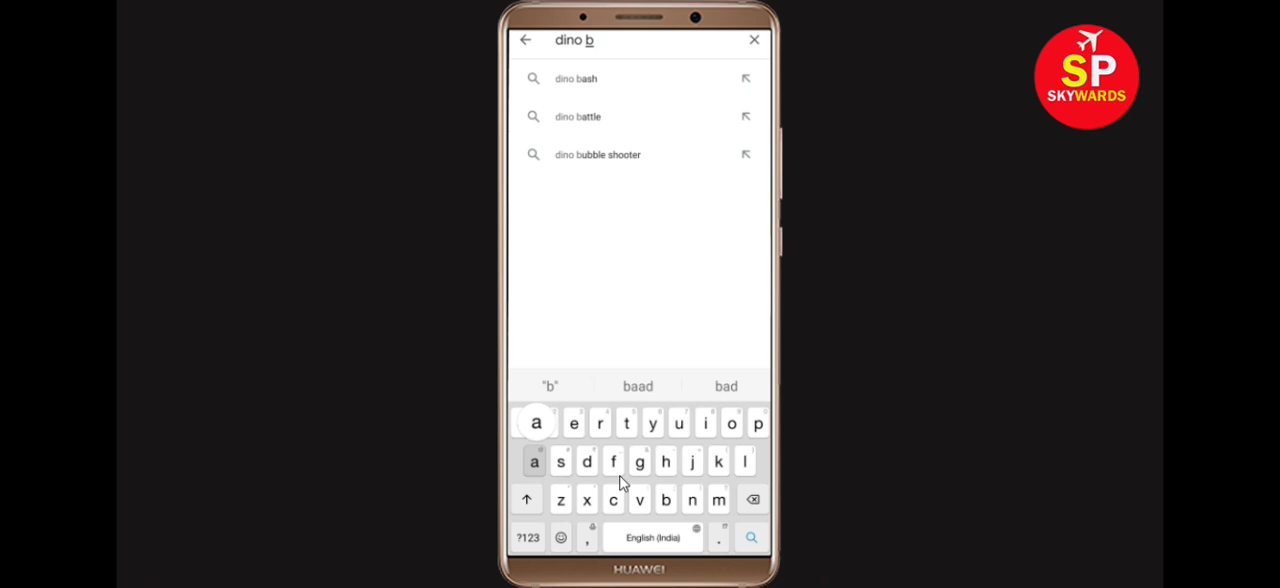 dino b
dino bash
dino battle
dino bubble shooter
SP
SKYWARDS
"b" baad bad
a e r t y u i o p
a s d f g h j k l
z x c v b n m
?123 , English (India) .
HUAWEI